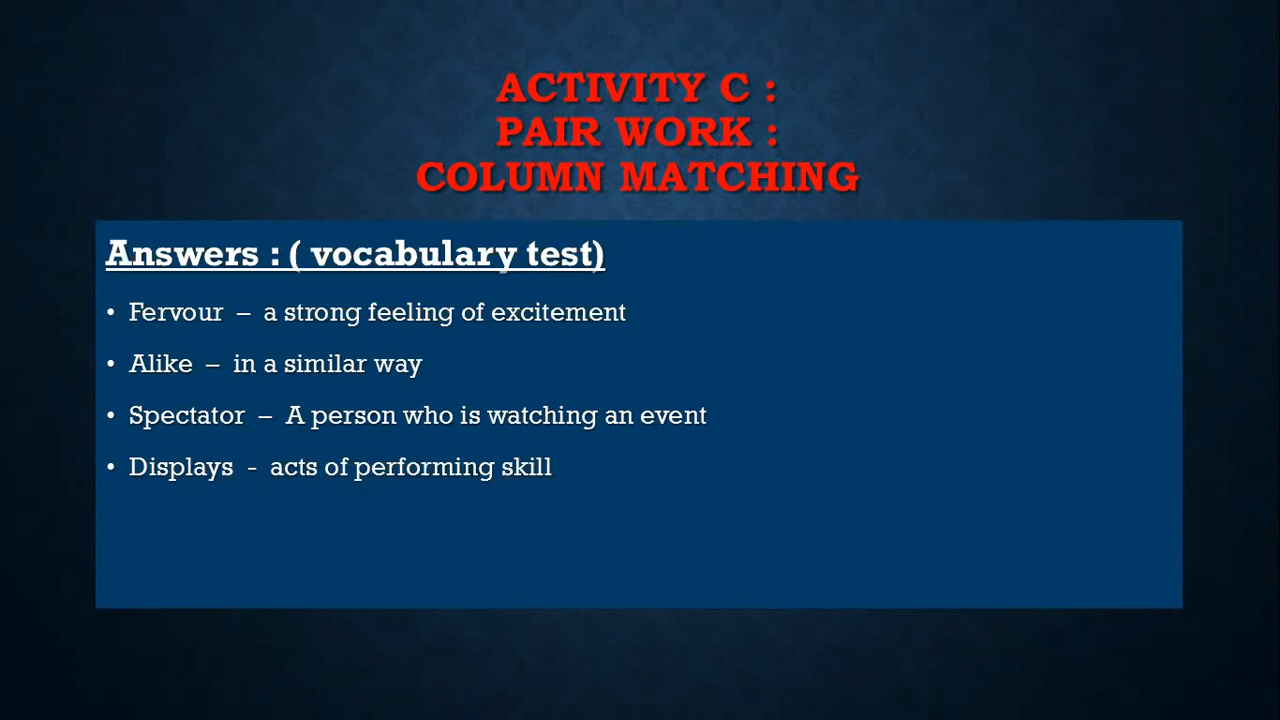 ACTIVITY C :
PAIR WORK :
COLUMN MATCHING
Answers : ( vocabulary test)
• Fervour – a strong feeling of excitement
• Alike – in a similar way
• Spectator – A person who is watching an event
• Displays - acts of performing skill